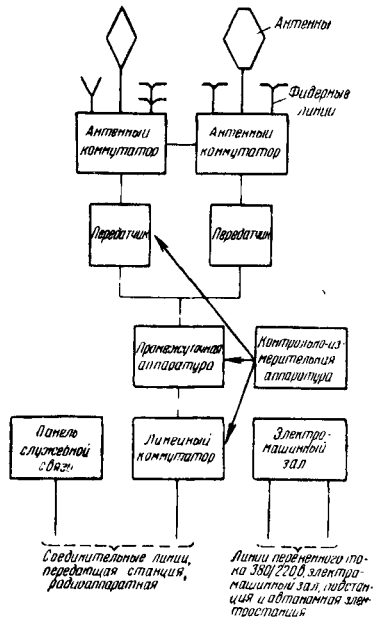 Антенны
Фидерные
линии
Антенный
коммутатор
Антенный
коммутатор
Передатчик
Передатчик
Промежуточная
аппаратура
Контрольно-из-
мерительная
аппаратура
Панель
служебной
связи
Линейный
коммутатор
Электро-
машинный
зал
Соединительные линии,
передающая станция,
радиоаппаратная
Линии переменного то-
ка 380/220в, электро-
машинный зал, подстан-
ция и автономная элек-
тростанция